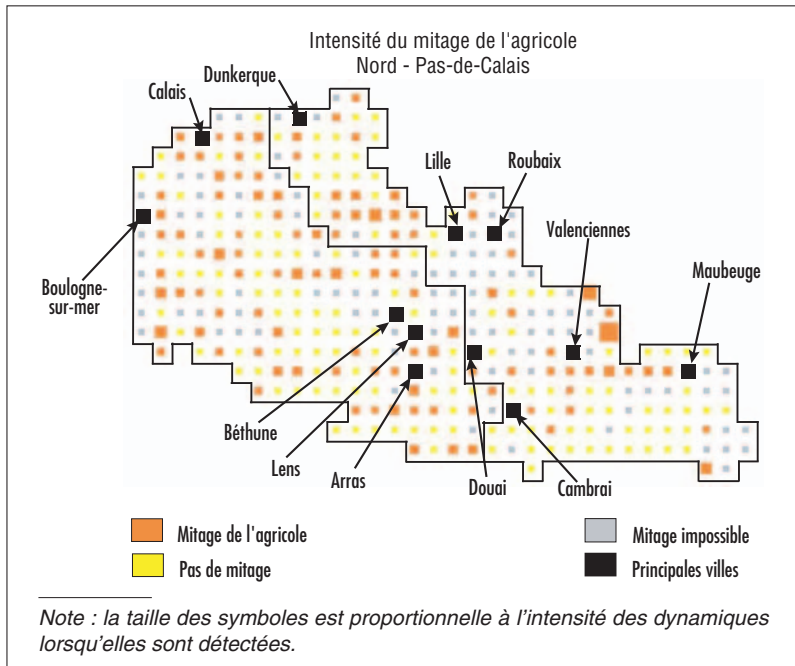 Intensité du mitage de l'agricole
Nord - Pas-de-Calais
Dunkerque
Calais
Lille
Roubaix
Valenciennes
Maubeuge
Boulogne-
sur-mer
Béthune
Lens
Arras
Douai
Cambrai
Mitage de l'agricole
Mitage impossible
Pas de mitage
Principales villes
Note : la taille des symboles est proportionnelle à l'intensité des dynamiques
lorsqu'elles sont détectées.